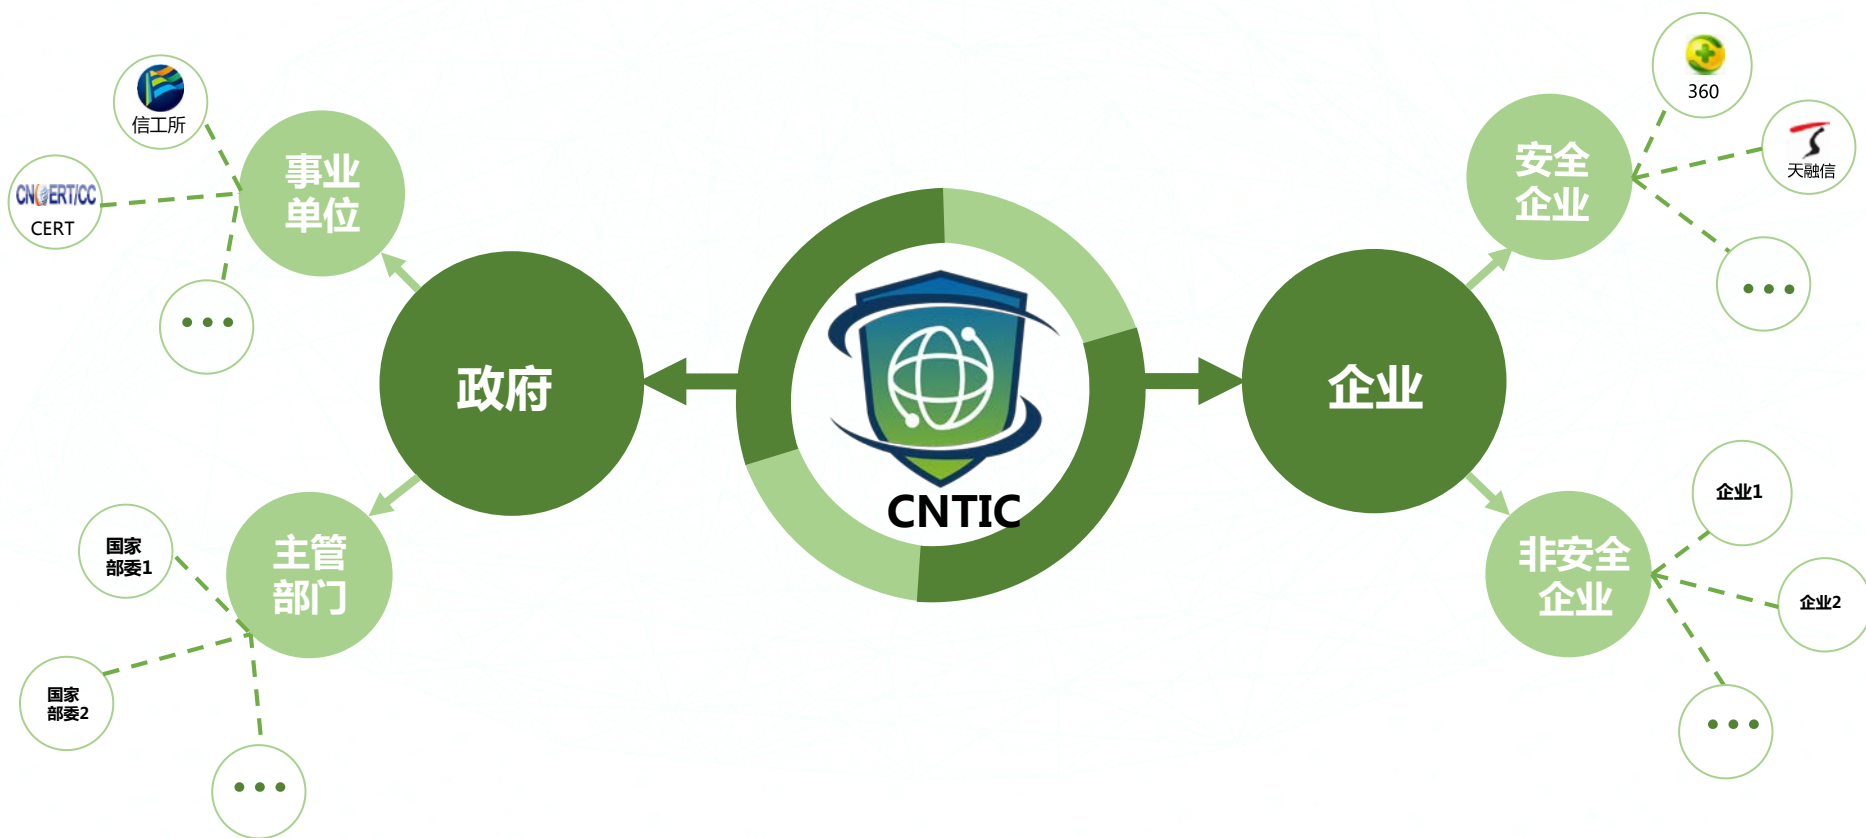 信工所
CNCERT/CC
CERT
事业
单位
政府
主管
部门
国家
部委1
国家
部委2
CNTIC
企业
安全
企业
360
天融信
非安全
企业
企业1
企业2